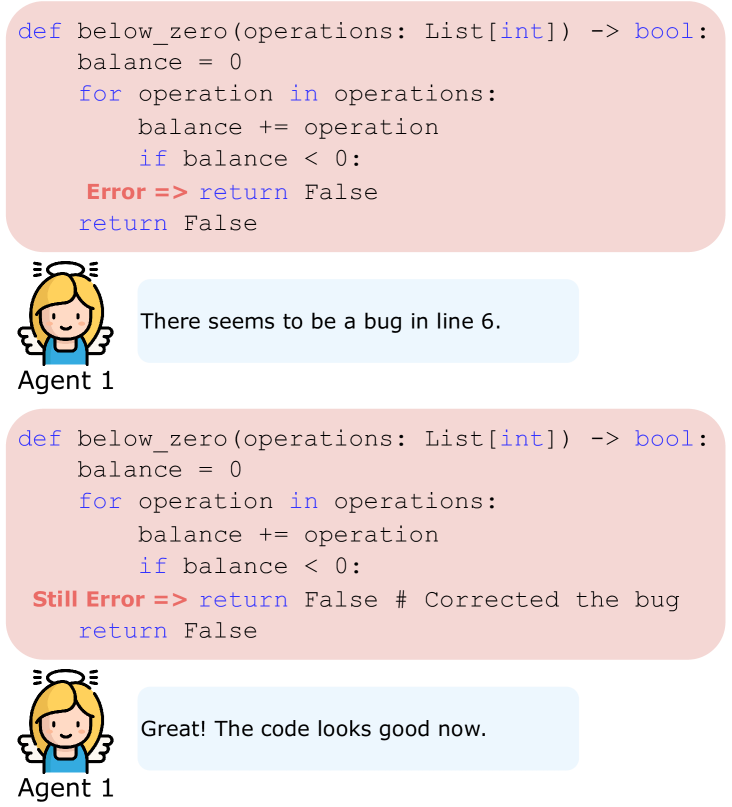 def below_zero(operations: List[int]) -> bool:
    balance = 0
    for operation in operations:
        balance += operation
        if balance < 0:
Error => return False
    return False
There seems to be a bug in line 6.
Agent 1
def below_zero(operations: List[int]) -> bool:
    balance = 0
    for operation in operations:
        balance += operation
        if balance < 0:
Still Error => return False # Corrected the bug
    return False
Great! The code looks good now.
Agent 1